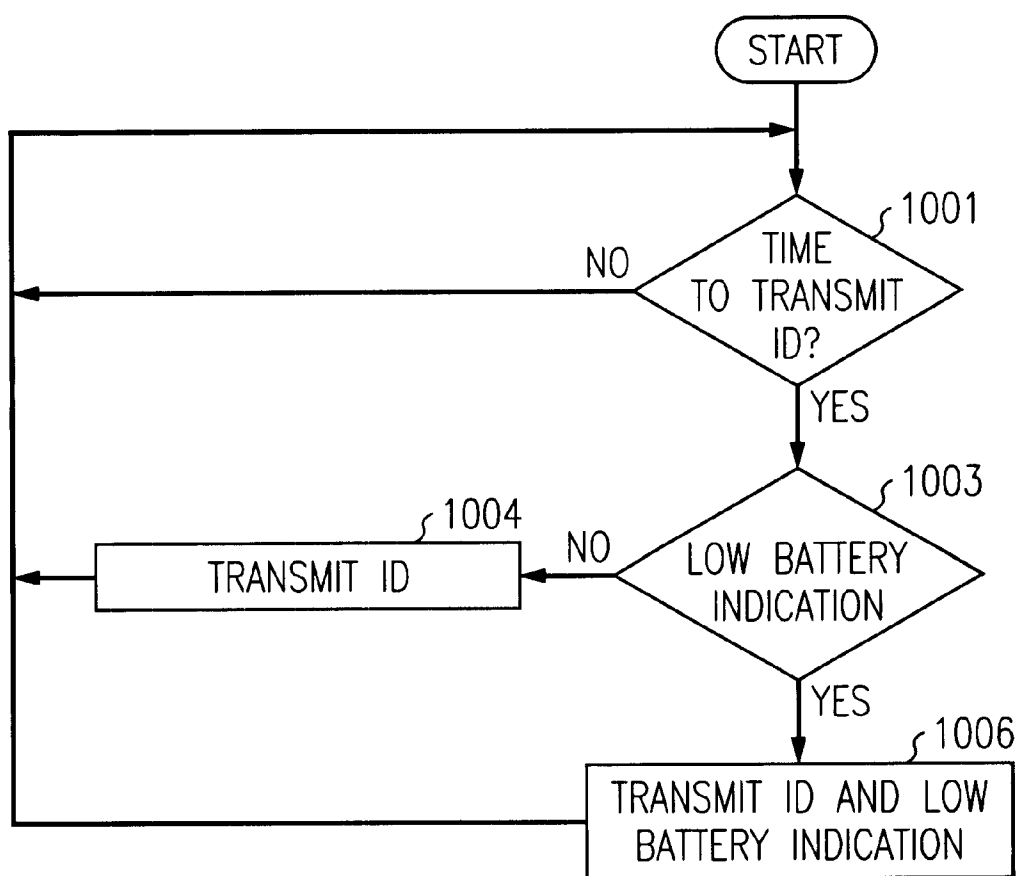 START
1001
TIME
TO TRANSMIT
ID?
NO
YES
1003
LOW BATTERY
INDICATION
NO
1004
TRANSMIT ID
YES
1006
TRANSMIT ID AND LOW
BATTERY INDICATION